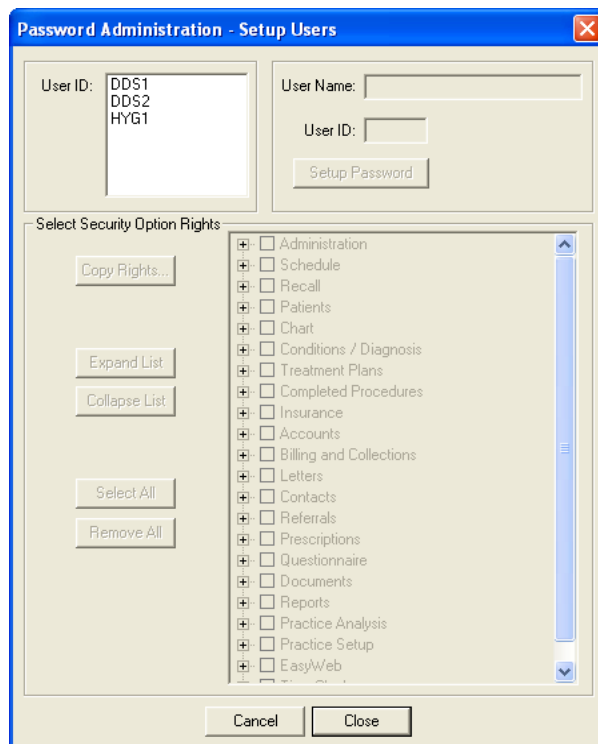 Password Administration - Setup Users
User ID:
DDS1
DDS2
HYG1
User Name:
User ID:
Setup Password
Select Security Option Rights
Copy Rights...
Expand List
Collapse List
Select All
Remove All
Administration
Schedule
Recall
Patients
Chart
Conditions / Diagnosis
Treatment Plans
Completed Procedures
Insurance
Accounts
Billing and Collections
Letters
Contacts
Referrals
Prescriptions
Questionnaire
Documents
Reports
Practice Analysis
Practice Setup
EasyWeb
Cancel
Close